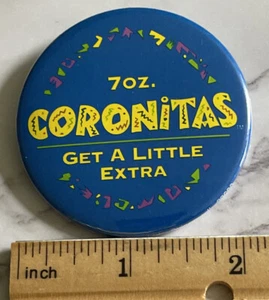 7oz.
CORONITAS
GET A LITTLE
EXTRA
inch 1 2